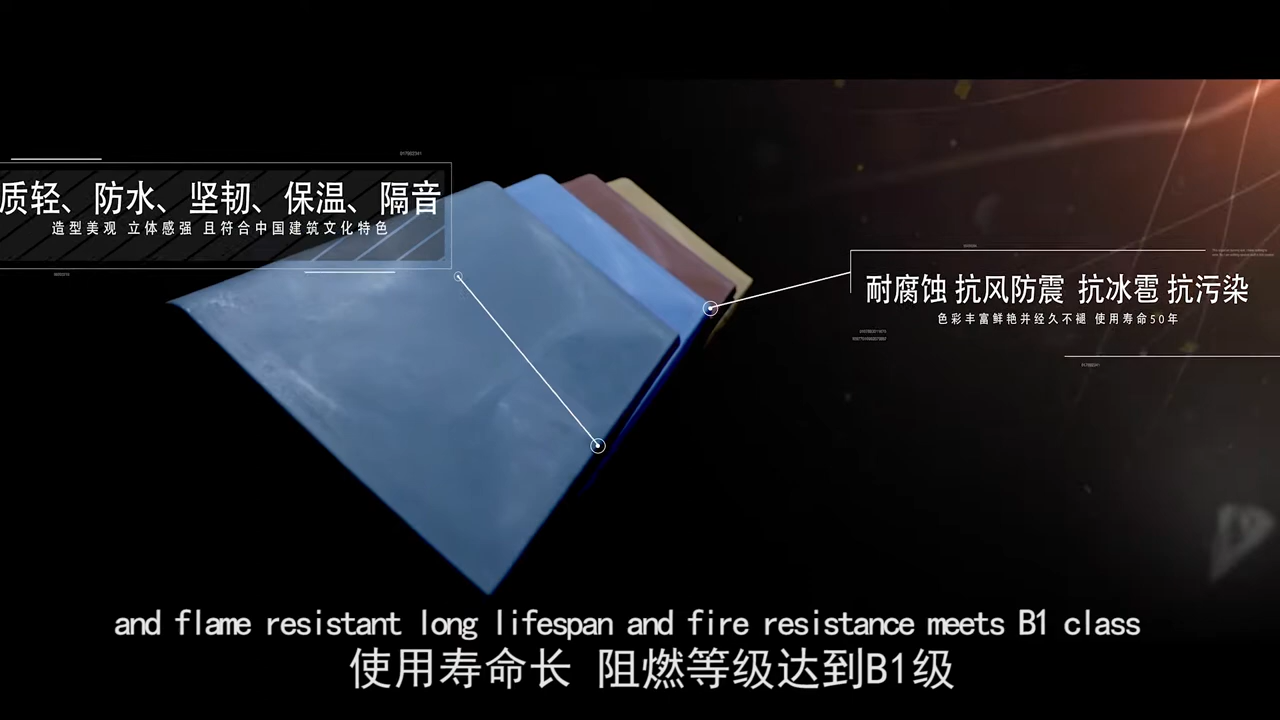 质轻、防水、坚韧、保温、隔音
造型美观 立体感强 且符合中国建筑文化特色
耐腐蚀 抗风防震 抗冰雹 抗污染
色彩丰富鲜艳并经久不褪 使用寿命50年
and flame resistant long lifespan and fire resistance meets B1 class
使用寿命长 阻燃等级达到B1级